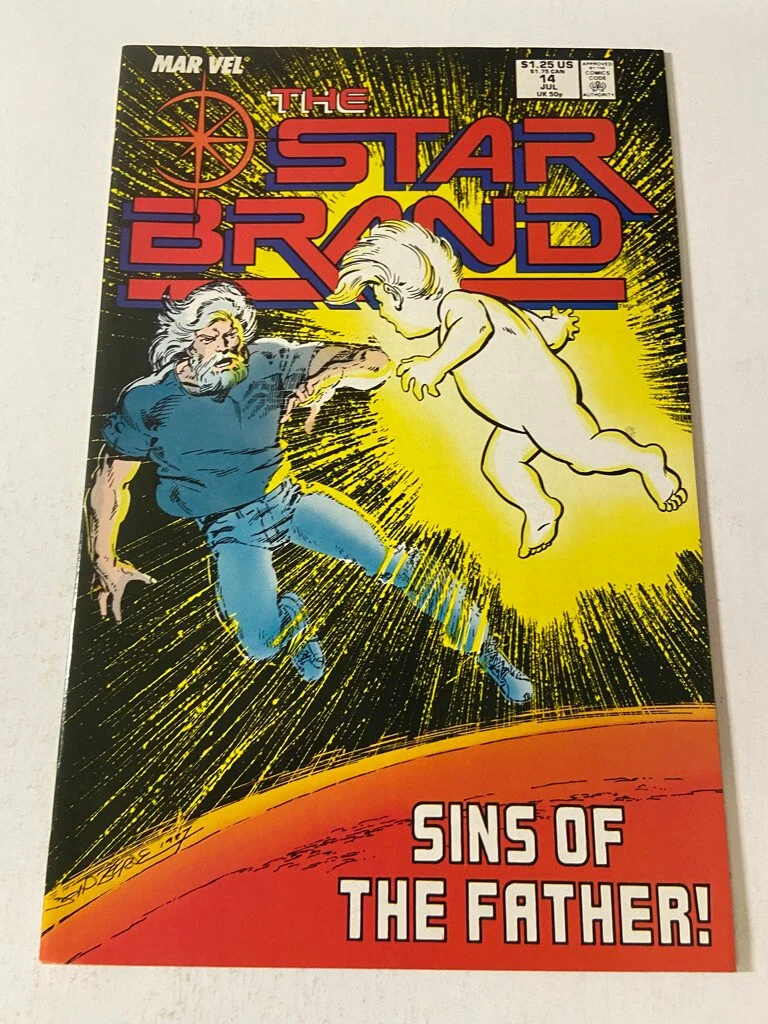 MARVEL®
$1.25 US
$1.75 CAN
14
JUL
UK 50p
APPROVED
BY THE
COMICS
CODE
AUTHORITY
THE
STAR
BRAND
1987
SINS OF
THE FATHER!